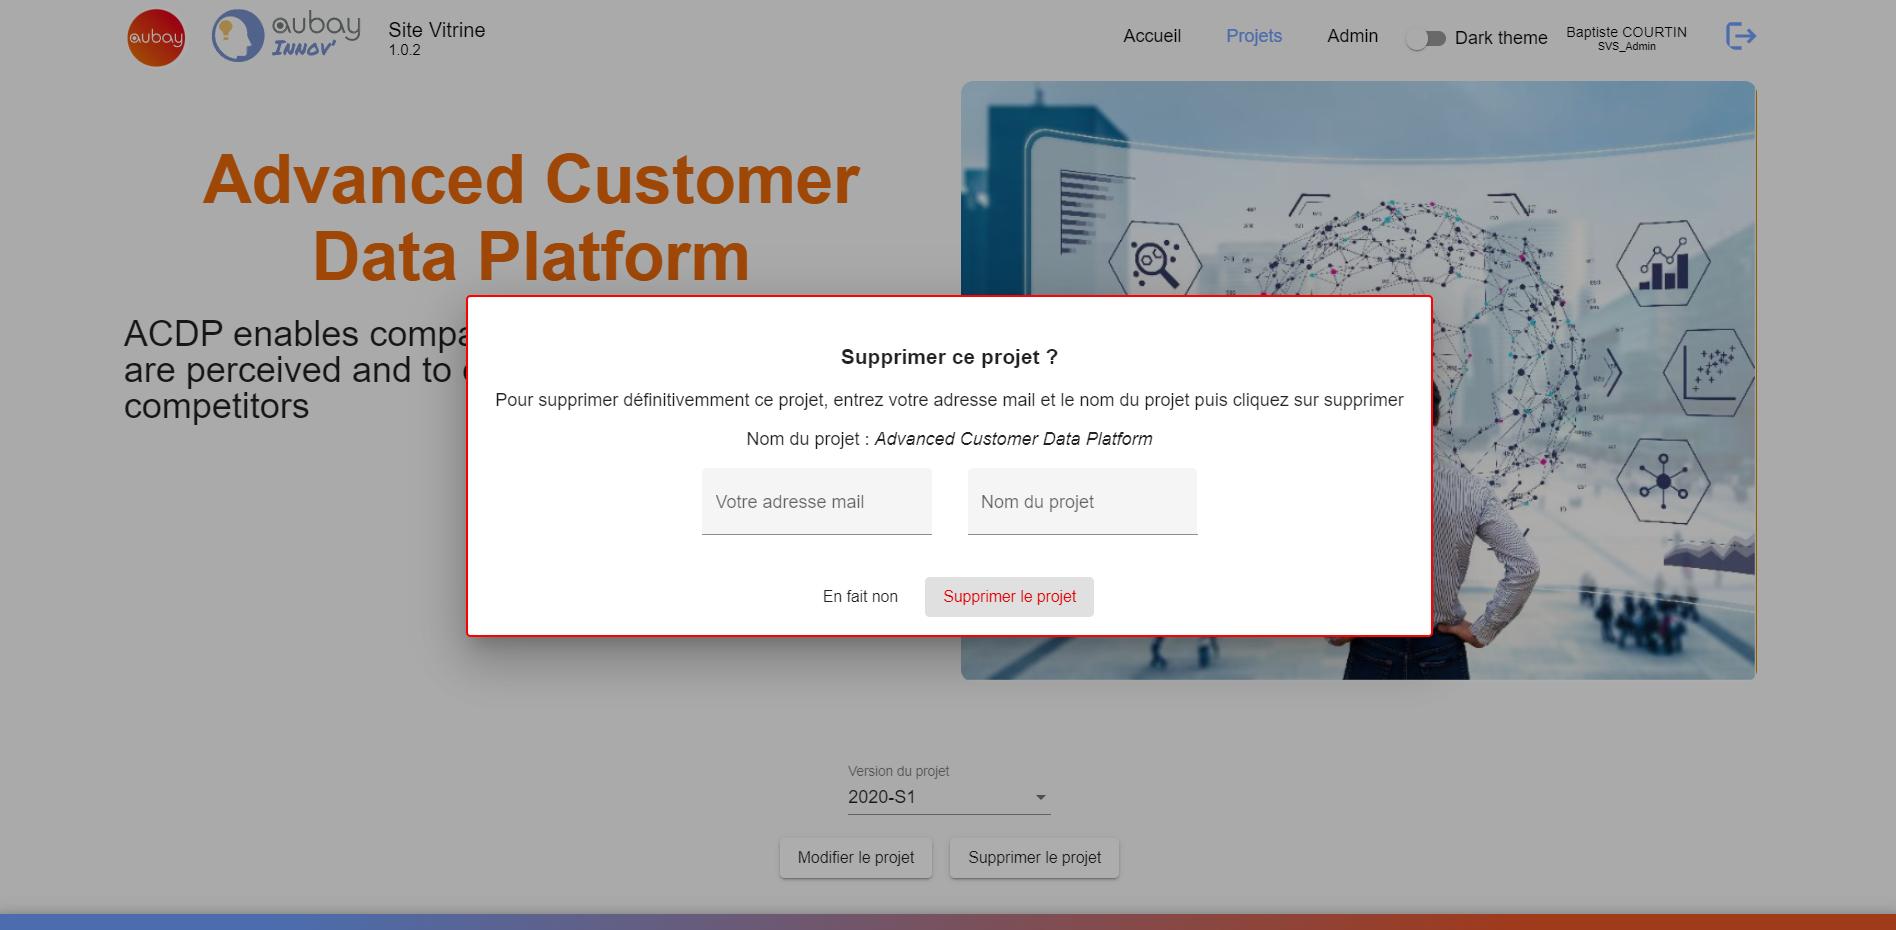 aubay
aubay
INNOV'
Site Vitrine
1.0.2
Accueil
Projets
Admin
Dark theme
Baptiste COURTIN
SVS_Admin
Advanced Customer
Data Platform
ACDP enables compa
are perceived and to
competitors
Supprimer ce projet ?
Pour supprimer définitivemment ce projet, entrez votre adresse mail et le nom du projet puis cliquez sur supprimer
Nom du projet : Advanced Customer Data Platform
Votre adresse mail
Nom du projet
En fait non
Supprimer le projet
Version du projet
2020-S1
Modifier le projet
Supprimer le projet